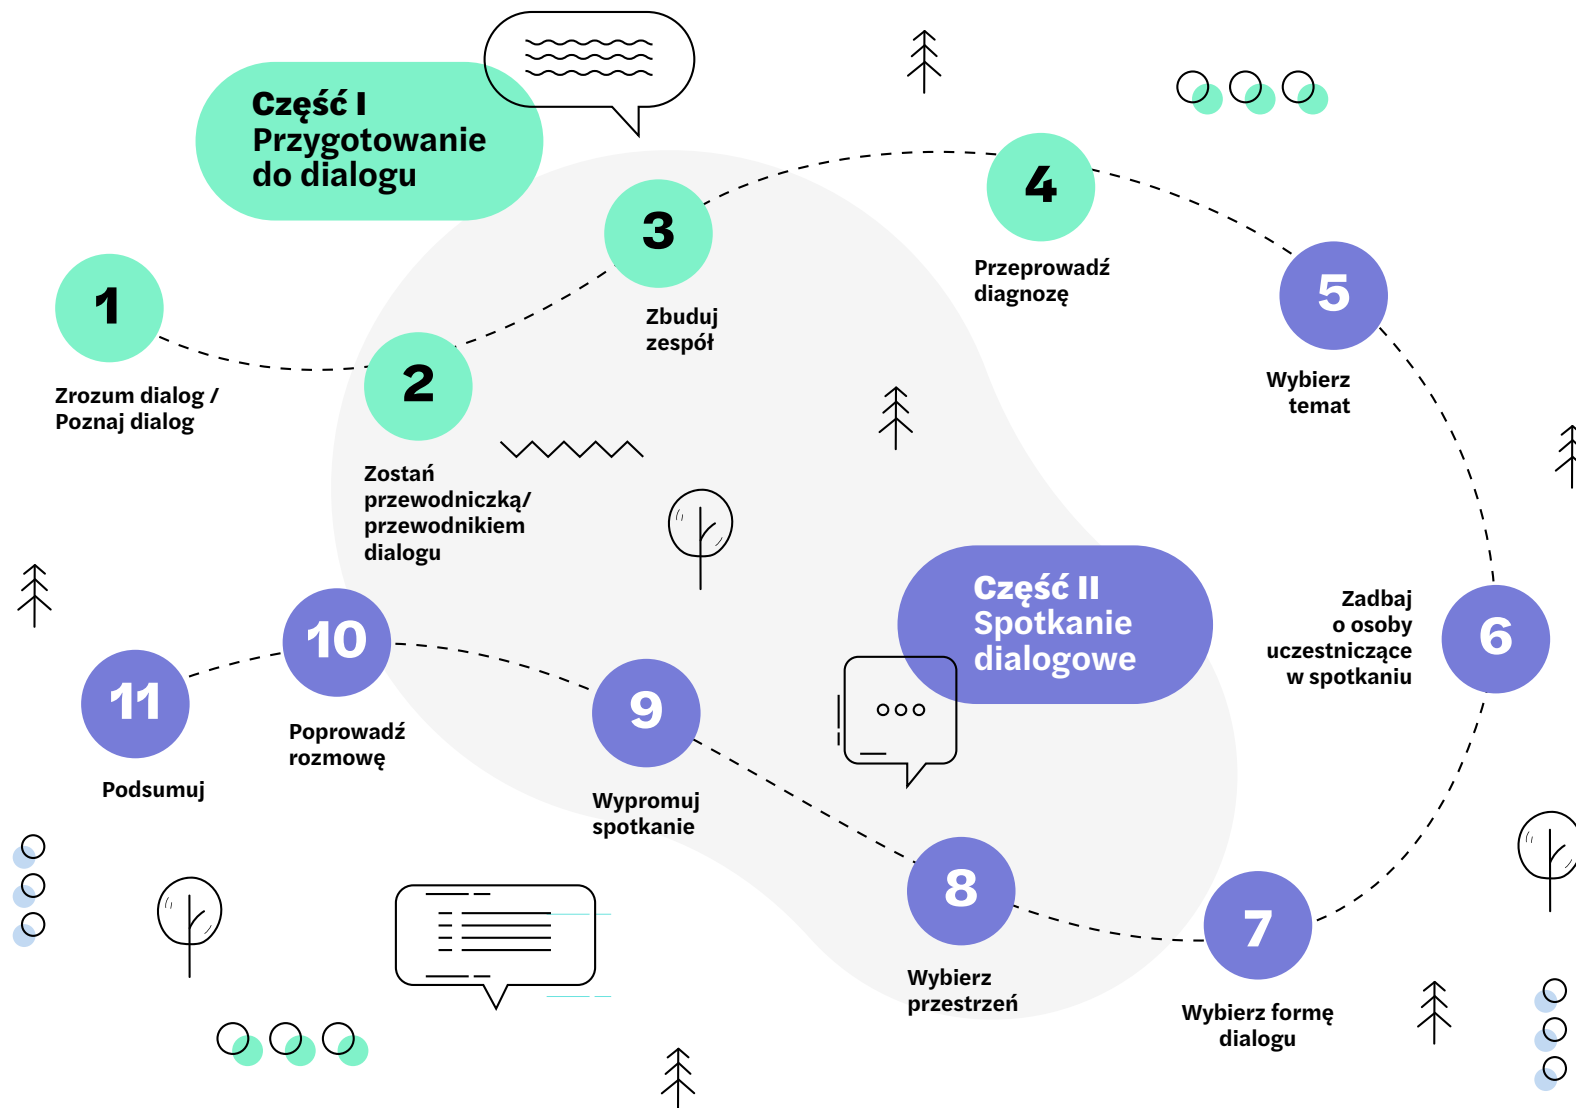 Część I
Przygotowanie
do dialogu
1
Zrozum dialog /
Poznaj dialog
2
Zostań
przewodniczką/
przewodnikiem
dialogu
3
Zbuduj
zespół
4
Przeprowadź
diagnozę
5
Wybierz
temat
Część II
Spotkanie
dialogowe
6
Zadbaj
o osoby
uczestniczące
w spotkaniu
7
Wybierz formę
dialogu
8
Wybierz
przestrzeń
9
Wypromuj
spotkanie
10
Poprowadź
rozmowę
11
Podsumuj